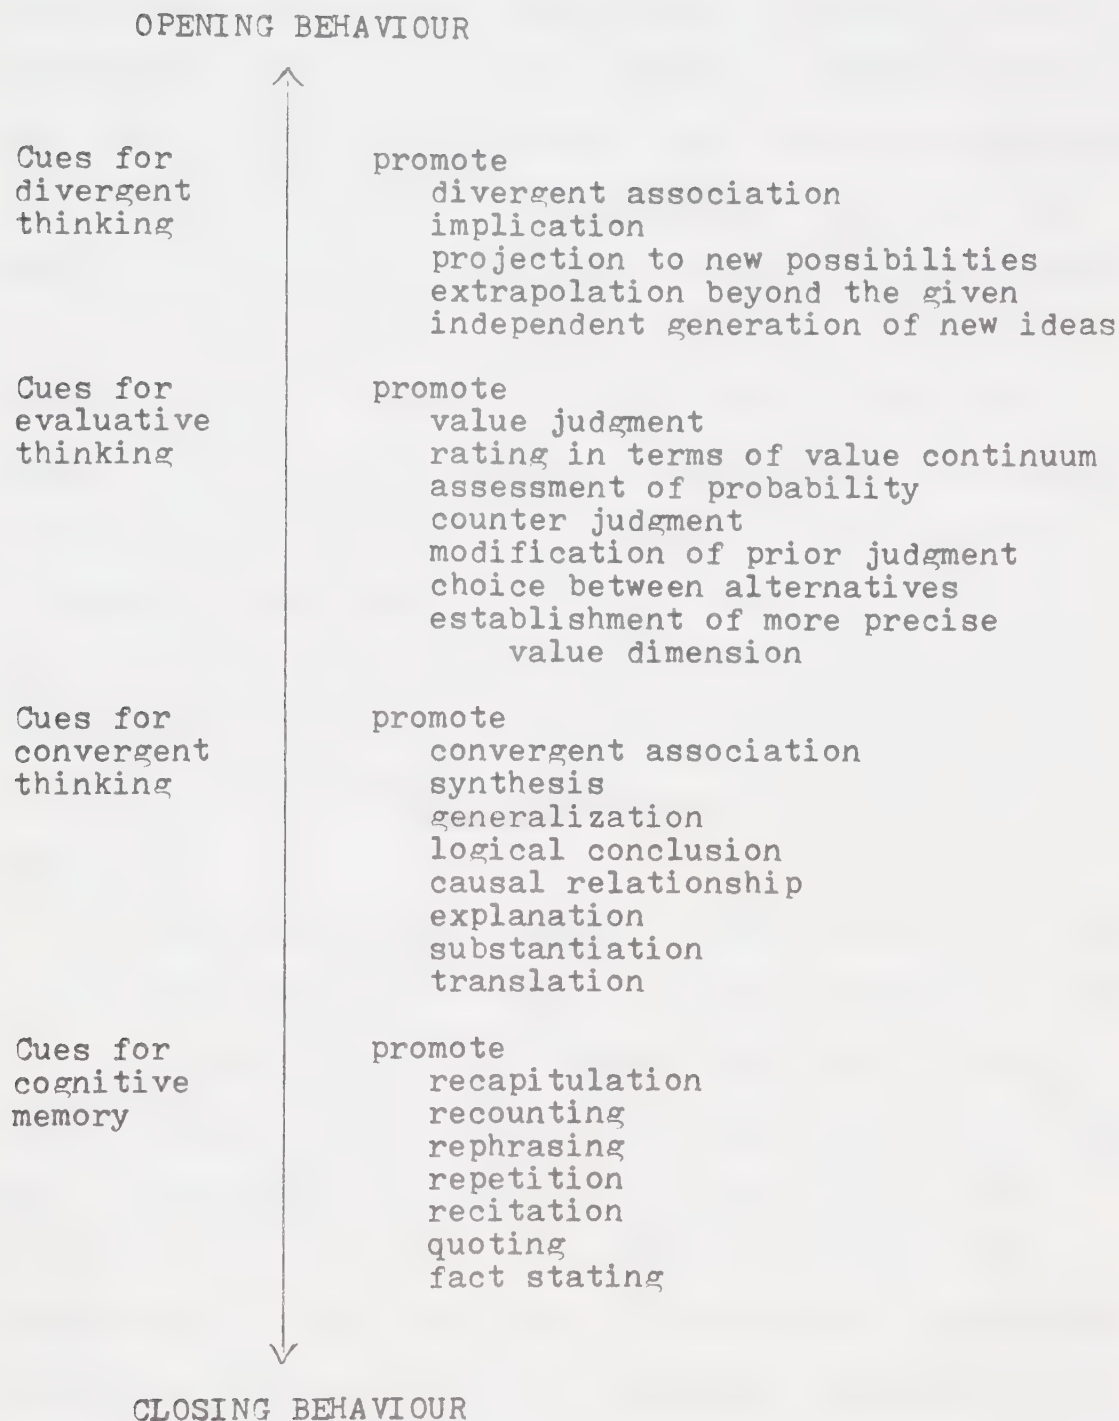 OPENING BEHAVIOUR
Cues for promote
divergent divergent association
thinking implication
projection to new possibilities
extrapolation beyond the given
independent generation of new ideas
Cues for promote
evaluative value judgment
thinking rating in terms of value continuum
assessment of probability
counter judgment
modification of prior judgment
choice between alternatives
establishment of more precise
value dimension
Cues for promote
convergent convergent association
thinking synthesis
generalization
logical conclusion
causal relationship
explanation
substantiation
translation
Cues for promote
cognitive recapitulation
memory recounting
rephrasing
repetition
recitation
quoting
fact stating
CLOSING BEHAVIOUR